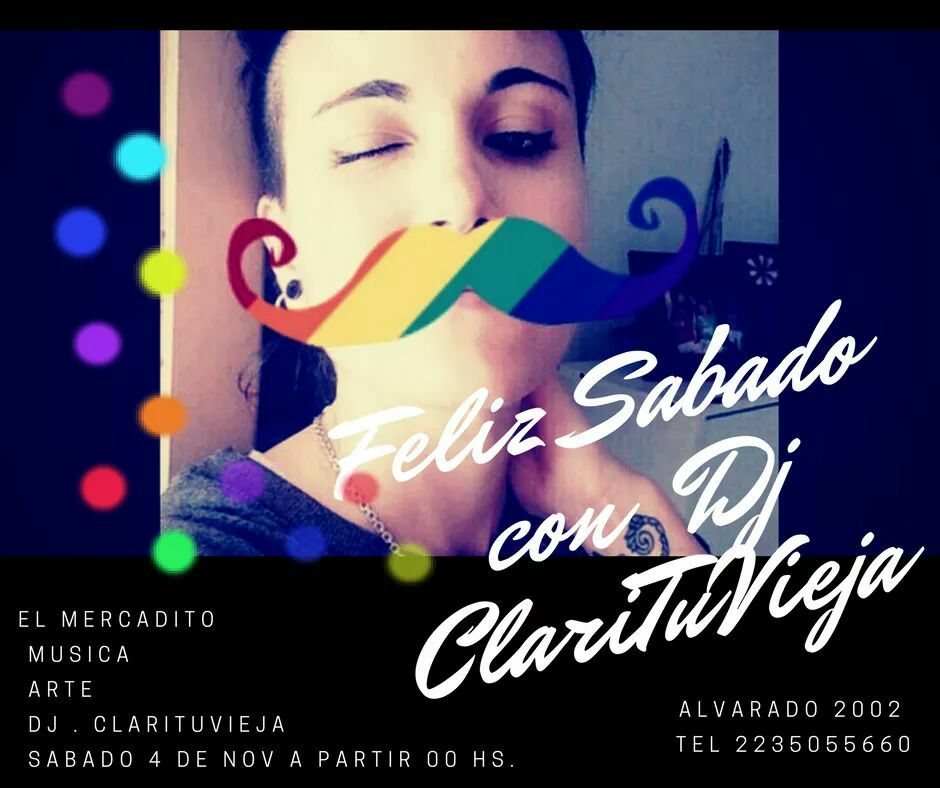 Feliz Sabado
con Dj
ClariTuVieja
EL MERCADITO
MUSICA
ARTE
DJ . CLARITUVIEJA
SABADO 4 DE NOV A PARTIR 00 HS.
ALVARADO 2002
TEL 2235055660